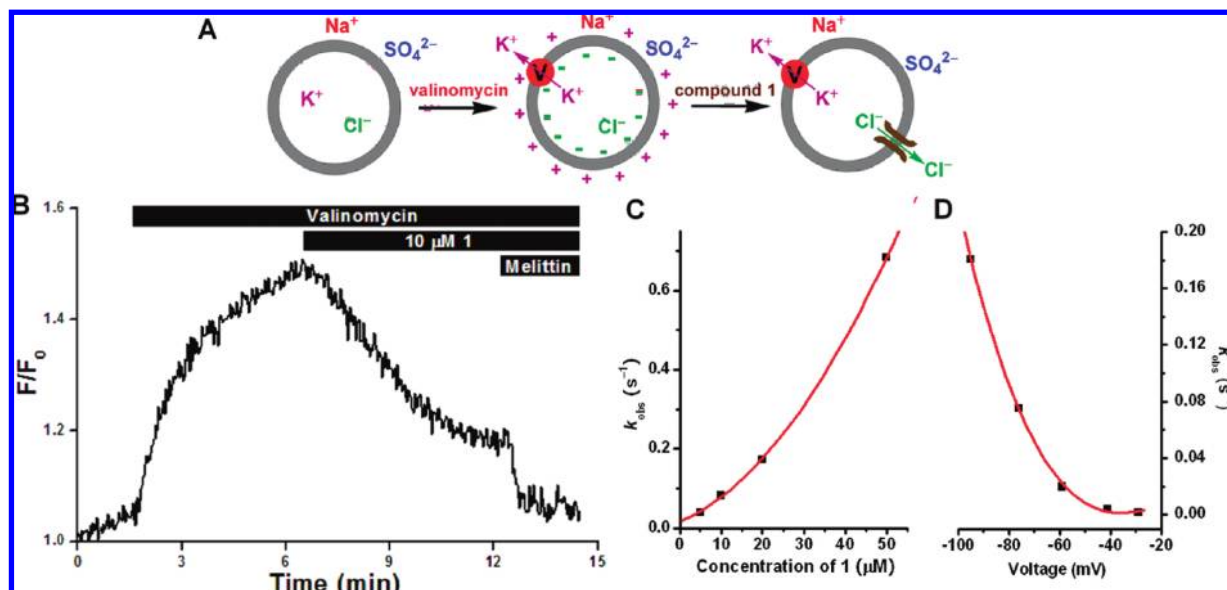 A
Na⁺
SO₄²⁻
K⁺
Cl⁻
valinomycin
Na⁺
SO₄²⁻
K⁺
V
K⁺
Cl⁻
compound 1
Na⁺
SO₄²⁻
K⁺
V
K⁺
Cl⁻
Cl⁻
B
1.6
1.4
1.2
1.0
F/F₀
Valinomycin
10 μM 1
Melittin
0 3 6 9 12 15
Time (min)
C
0.6
0.4
0.2
0.0
k_obs (s⁻¹)
0 10 20 30 40 50
Concentration of 1 (μM)
D
0.20
0.16
0.12
0.08
0.04
0.00
k_obs (s⁻¹)
-100 -80 -60 -40 -20
Voltage (mV)